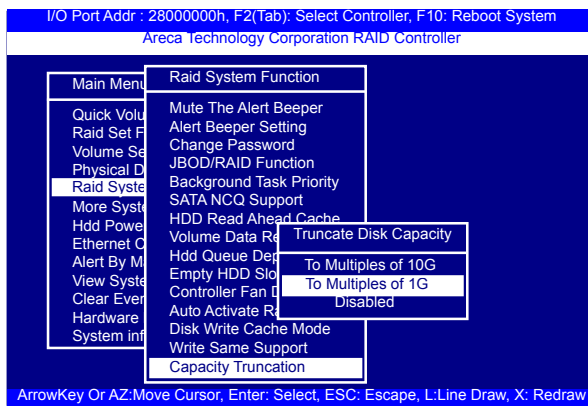 I/O Port Addr : 28000000h, F2(Tab): Select Controller, F10: Reboot System
Areca Technology Corporation RAID Controller
Main Menu
Quick Volu
Raid Set F
Volume Se
Physical D
Raid Syste
More Syste
Hdd Powe
Ethernet C
Alert By M
View Syste
Clear Even
Hardware
System inf
Raid System Function
Mute The Alert Beeper
Alert Beeper Setting
Change Password
JBOD/RAID Function
Background Task Priority
SATA NCQ Support
HDD Read Ahead Cache
Volume Data Re
Hdd Queue Dep
Empty HDD Slo
Controller Fan D
Auto Activate Ra
Disk Write Cache Mode
Write Same Support
Capacity Truncation
Truncate Disk Capacity
To Multiples of 10G
To Multiples of 1G
Disabled
ArrowKey Or AZ:Move Cursor, Enter: Select, ESC: Escape, L:Line Draw, X: Redraw